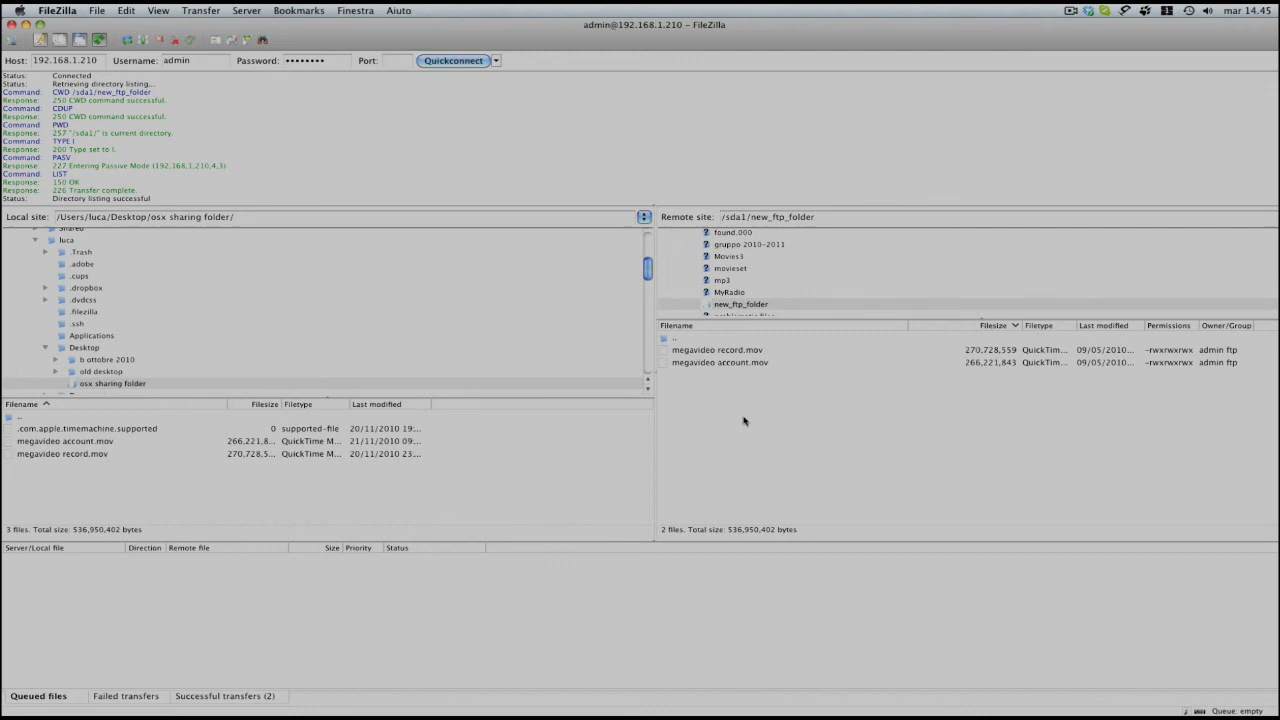 FileZilla File Edit View Transfer Server Bookmarks Finestra Aiuto mar 14.45
admin@192.168.1.210 - FileZilla
Host: 192.168.1.210 Username: admin Password: •••••••• Port: Quickconnect
Status: Connected
Status: Retrieving directory listing...
Command: CWD /sda1/new_ftp_folder
Response: 250 CWD command successful.
Command: CDUP
Response: 250 CWD command successful.
Command: PWD
Response: 257 "/sda1/" is current directory.
Command: TYPE I
Response: 200 Type set to I.
Command: PASV
Response: 227 Entering Passive Mode (192,168,1,210,4,3)
Command: LIST
Response: 150 OK
Response: 226 Transfer complete.
Status: Directory listing successful
Local site: /Users/luca/Desktop/osx sharing folder/
Shared
luca
.Trash
.adobe
.cups
.dropbox
.dvdcss
.filezilla
.ssh
Applications
Desktop
b ottobre 2010
old desktop
osx sharing folder
Filename Filesize Filetype Last modified
..
.com.apple.timemachine.supported 0 supported-file 20/11/2010 19:...
megavideo account.mov 266,221,8... QuickTime M... 21/11/2010 09:...
megavideo record.mov 270,728,5... QuickTime M... 20/11/2010 23:...
3 files. Total size: 536,950,402 bytes
Remote site: /sda1/new_ftp_folder
found.000
gruppo 2010-2011
Movies3
movieset
mp3
MyRadio
new_ftp_folder
Filename Filesize Filetype Last modified Permissions Owner/Group
..
megavideo record.mov 270,728,559 QuickTim... 09/05/2010... -rwxrwxrwx admin ftp
megavideo account.mov 266,221,843 QuickTim... 09/05/2010... -rwxrwxrwx admin ftp
2 files. Total size: 536,950,402 bytes
Server/Local file Direction Remote file Size Priority Status
Queued files Failed transfers Successful transfers (2)
Queue: empty